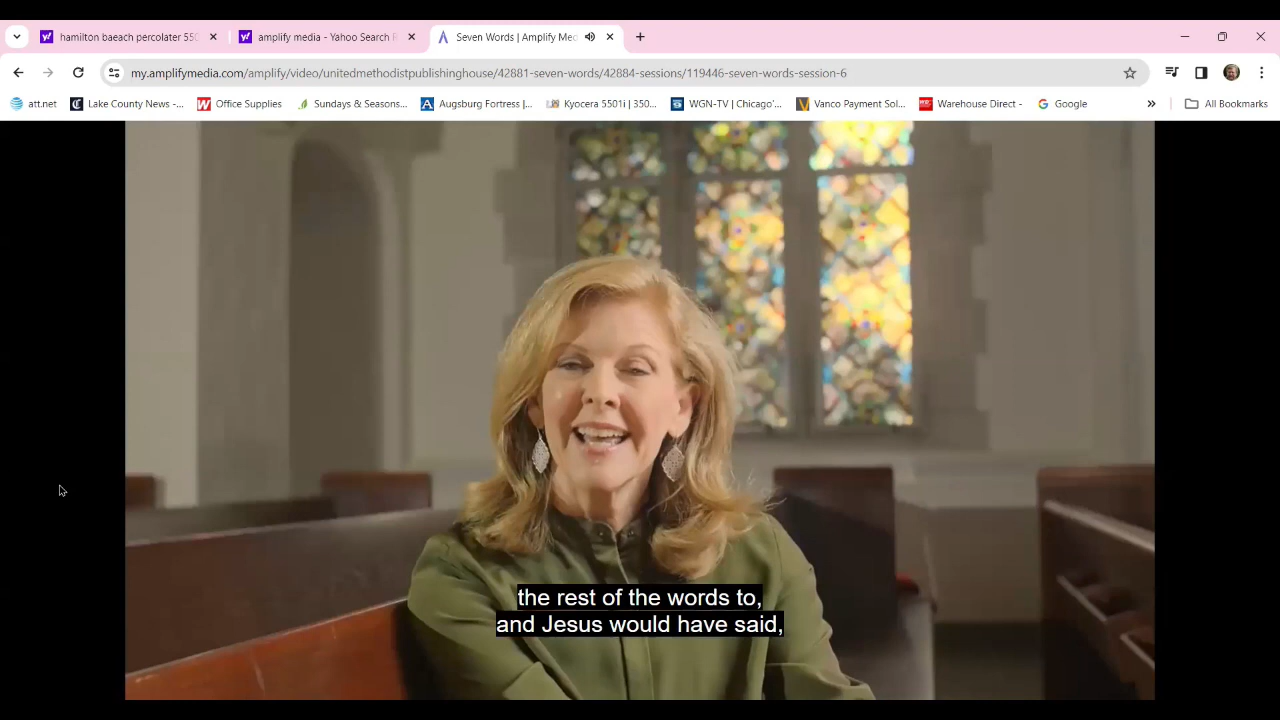 hamilton baeach percolater 550
amplify media - Yahoo Search R
Seven Words | Amplify Med
my.amplifymedia.com/amplify/video/unitedmethodistpublishinghouse/42881-seven-words/42884-sessions/119446-seven-words-session-6
att.net
Lake County News -...
Office Supplies
Sundays & Seasons...
Augsburg Fortress |...
Kyocera 5501i | 350...
WGN-TV | Chicago'...
Vanco Payment Sol...
Warehouse Direct -
Google
All Bookmarks
the rest of the words to,
and Jesus would have said,